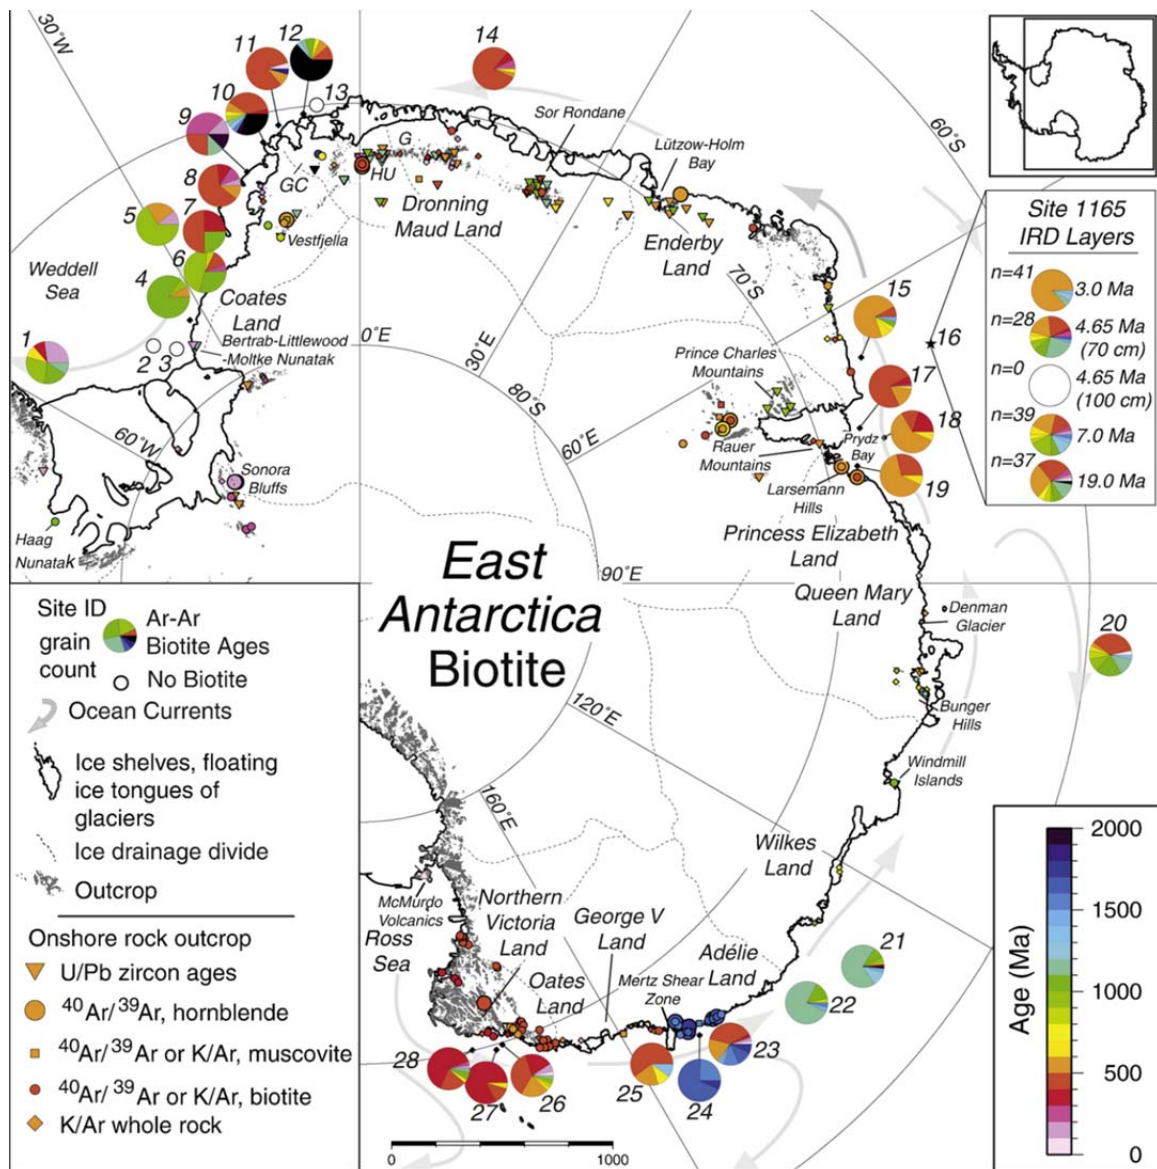 30°W
11
12
13
14
10
9
8
7
5
6
4
1
2
3
G
GC
HU
Sor Rondane
Lützow-Holm
Bay
Dronning
Maud Land
Vestfjella
Enderby
Land
60°S
70°S
Weddell
Sea
Coates
Land
Bertrab-Littlewood
-Moltke Nunatak
0°E
30°E
80°S
60°E
60°W
Prince Charles
Mountains
15
16
17
18
19
Prydz
Bay
Rauer
Mountains
Larsemann
Hills
Princess Elizabeth
Land
Sonora
Bluffs
Haag
Nunatak
Site 1165
IRD Layers
n=41
3.0 Ma
n=28
4.65 Ma
(70 cm)
n=0
4.65 Ma
(100 cm)
n=39
7.0 Ma
n=37
19.0 Ma
East
Antarctica
Biotite
90°E
Queen Mary
Land
Denman
Glacier
20
Bunger
Hills
Windmill
Islands
120°E
160°E
Wilkes
Land
McMurdo
Volcanics
Northern
Victoria
Land
Ross
Sea
Oates
Land
George V
Land
Adélie
Land
Mertz Shear
Zone
21
22
23
24
25
26
27
28
0
1000
Site ID
grain
count
Ar-Ar
Biotite Ages
No Biotite
Ocean Currents
Ice shelves, floating
ice tongues of
glaciers
Ice drainage divide
Outcrop
Onshore rock outcrop
U/Pb zircon ages
⁴⁰Ar/³⁹Ar, hornblende
⁴⁰Ar/³⁹Ar or K/Ar, muscovite
⁴⁰Ar/³⁹Ar or K/Ar, biotite
K/Ar whole rock
Age (Ma)
2000
1500
1000
500
0